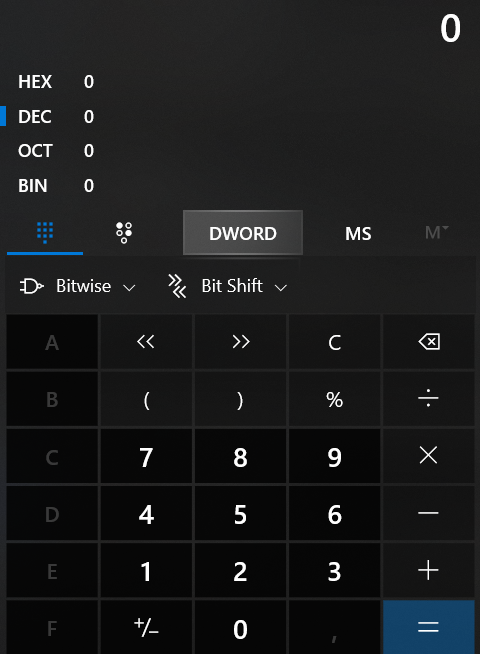 0
HEX 0
DEC 0
OCT 0
BIN 0
DWORD MS M
Bitwise Bit Shift
A << >> C
B ( ) % ÷
C 7 8 9 ×
D 4 5 6 −
E 1 2 3 +
F +/− 0 , =